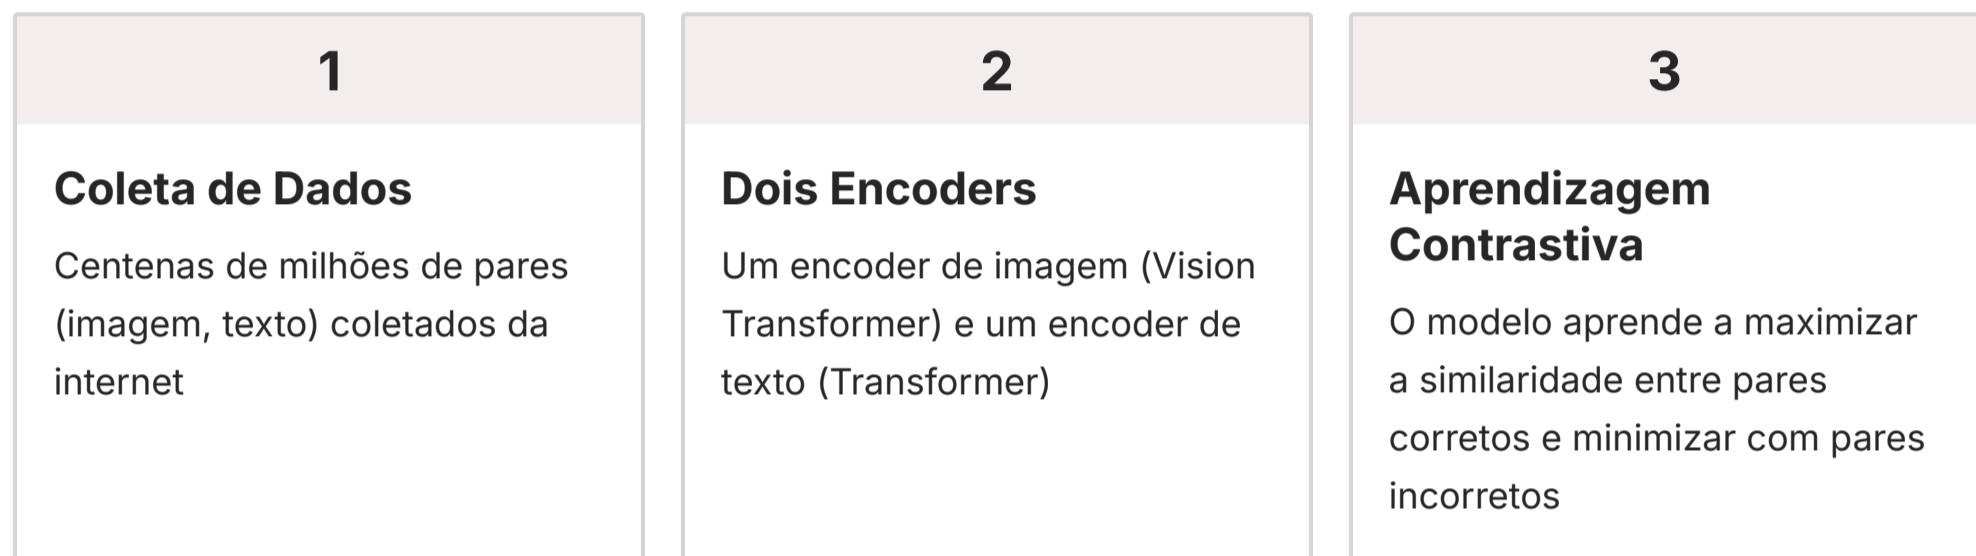 1
Coleta de Dados
Centenas de milhões de pares
(imagem, texto) coletados da
internet
2
Dois Encoders
Um encoder de imagem (Vision
Transformer) e um encoder de
texto (Transformer)
3
Aprendizagem
Contrastiva
O modelo aprende a maximizar
a similaridade entre pares
corretos e minimizar com pares
incorretos